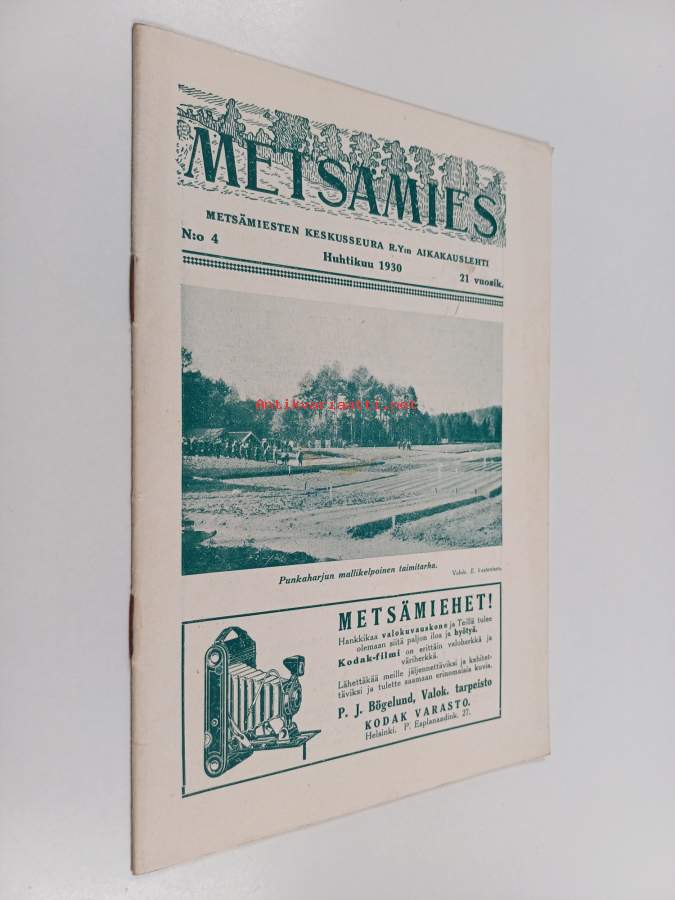 METSÄMIES
METSÄMIESTEN KESKUSSEURA R.Y:n AIKAKAUSLEHTI
N:o 4 Huhtikuu 1930 21 vuosik.
Antikvariaatti.net
Punkaharjun mallikelpoinen taimitarha.
Valok. E.
METSÄMIEHET!
Hankkikaa valokuvauskone ja Teillä tulee
olemaan siitä paljon iloa ja hyötyä.
Kodak-filmi on erittäin valoherkkä ja
väriherkkä.
Lähettäkää meille jäljennettäviksi ja kehitet-
täviksi ja tulette saamaan erinomaisia kuvia.
P. J. Bögelund, Valok. tarpeisto
KODAK VARASTO.
Helsinki. P. Esplanaadink. 27.